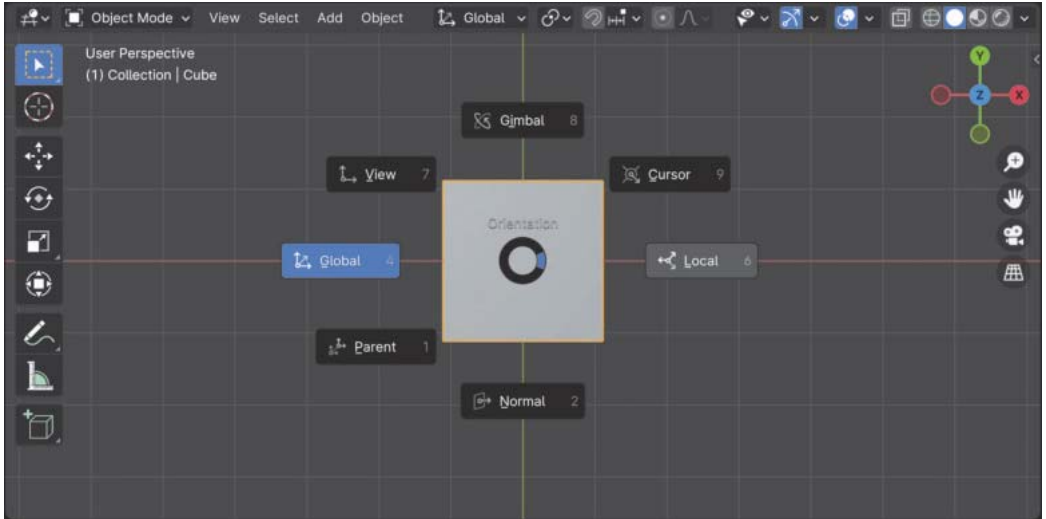 Object Mode View Select Add Object Global
User Perspective
(1) Collection | Cube
Y
Z
X
Gimbal 8
View 7
Cursor 9
Orientation
Global 4
Local 6
Parent 1
Normal 2